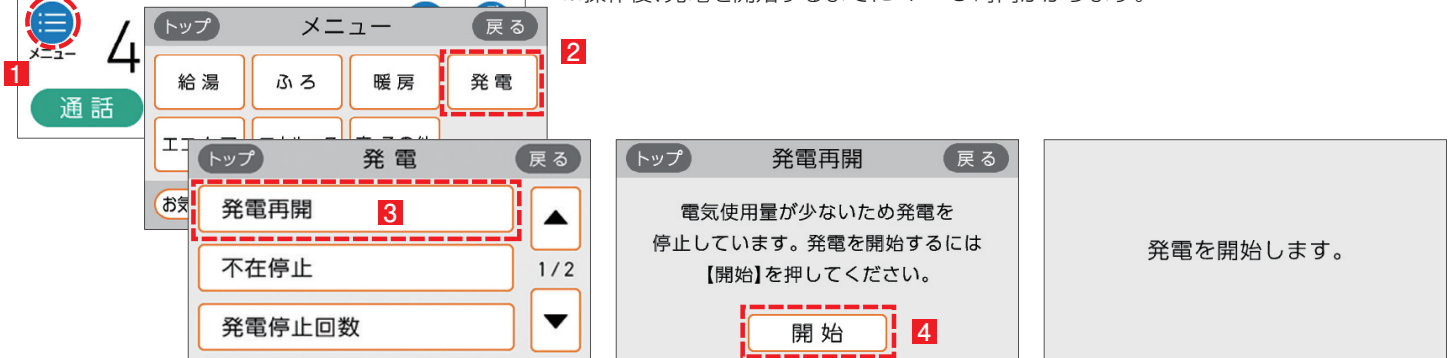 メニュー
4
1
通話
トップ
メニュー
戻る
2
給湯
ふろ
暖房
発電
トップ
発電
戻る
発電再開
3
▲
不在停止
1/2
発電停止回数
▼
トップ
発電再開
戻る
電気使用量が少ないため発電を
停止しています。発電を開始するには
【開始】を押してください。
開始
4
発電を開始します。